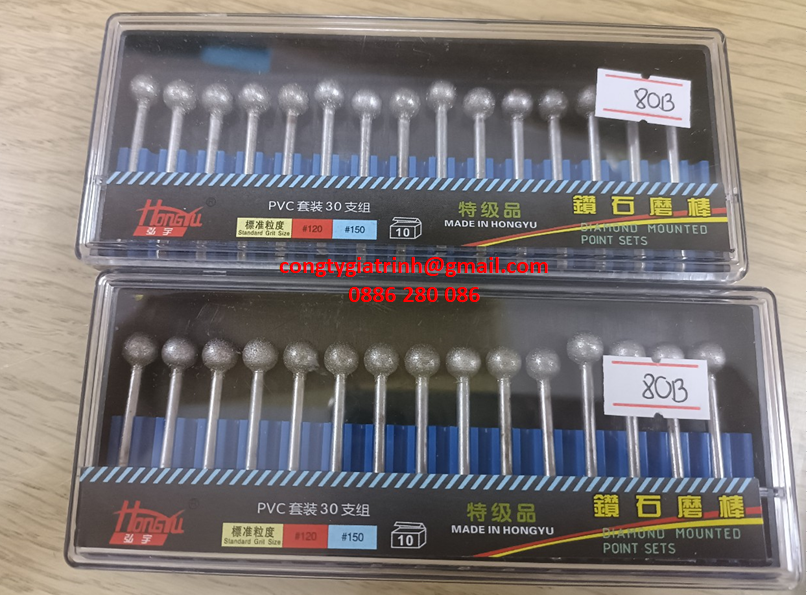 80B
HONGYU®
弘宇
PVC 套装 30 支组
標准粒度
Standard Grit Size
#120
#150
10
特级品
MADE IN HONGYU
鑽石磨棒
DIAMOND MOUNTED
POINT SETS
congtygiatrinh@gmail.com
0886 280 086
80B
HONGYU
弘宇
PVC 套装 30 支组
標准粒度
Standard Grit Size
#120
#150
10
特级品
MADE IN HONGYU
鑽石磨棒
DIAMOND MOUNTED
POINT SETS